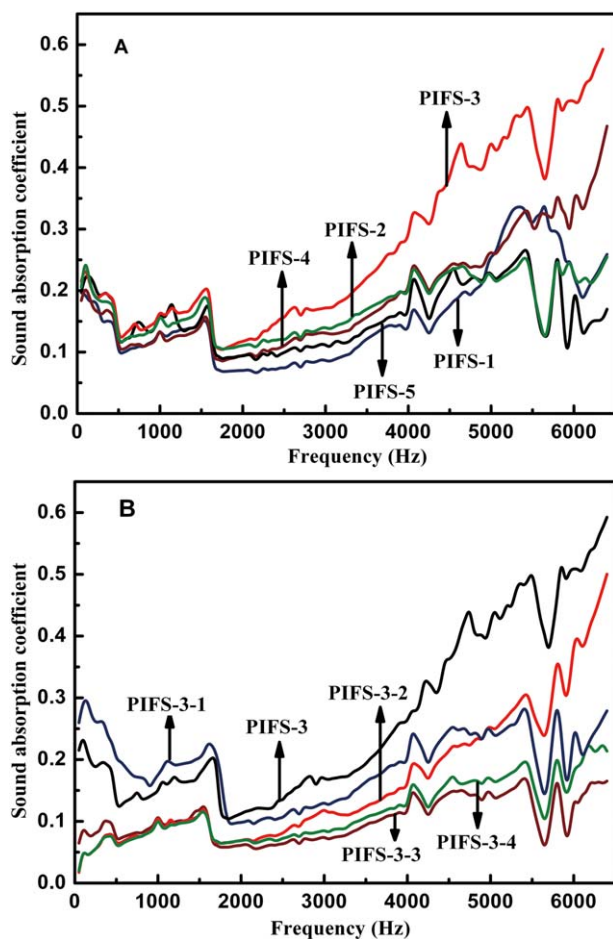 A
Sound absorption coefficient
0.6
0.5
0.4
0.3
0.2
0.1
0.0
PIFS-3
PIFS-2
PIFS-4
PIFS-1
PIFS-5
0 1000 2000 3000 4000 5000 6000
Frequency (Hz)
B
Sound absorption coefficient
0.6
0.5
0.4
0.3
0.2
0.1
0.0
PIFS-3-1
PIFS-3
PIFS-3-2
PIFS-3-3
PIFS-3-4
0 1000 2000 3000 4000 5000 6000
Frequency (Hz)